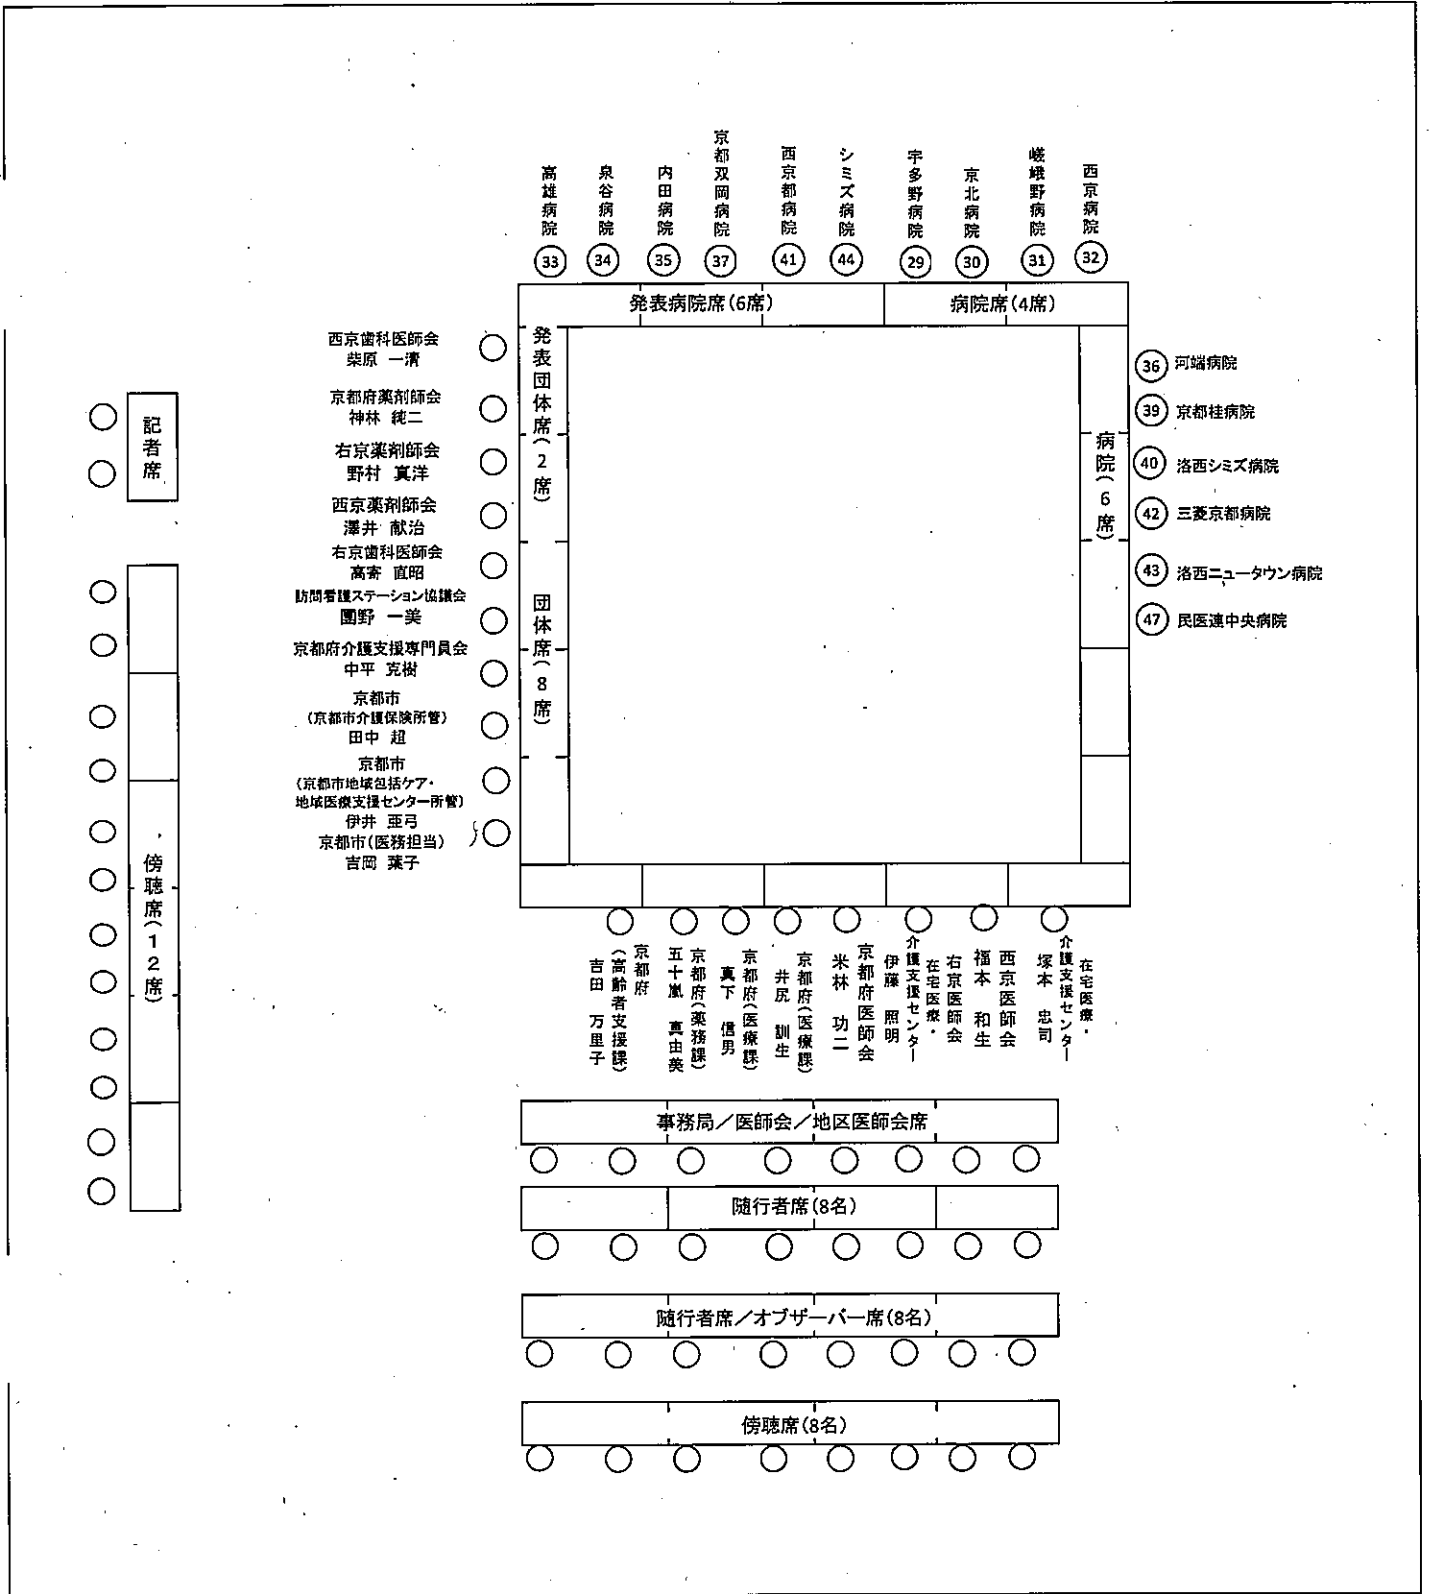 高雄病院
泉谷病院
内田病院
京都双岡病院
西京都病院
シミズ病院
宇多野病院
京北病院
嵯峨野病院
西京病院
33
34
35
37
41
44
29
30
31
32
発表病院席(6席)
病院席(4席)
西京歯科医師会
柴原 一清
京都府薬剤師会
神林 純二
右京薬剤師会
野村 真洋
西京薬剤師会
澤井 献治
右京歯科医師会
高寄 直昭
訪問看護ステーション協議会
團野 一美
京都府介護支援専門員会
中平 克樹
京都市
(京都市介護保険所管)
田中 超
京都市
(京都市地域包括ケア・
地域医療支援センター所管)
伊井 亜弓
京都市(医務担当)
吉岡 葉子
発表団体席(2席)
団体席(8席)
病院(6席)
36 河端病院
39 京都桂病院
40 洛西シミズ病院
42 三菱京都病院
43 洛西ニュータウン病院
47 民医連中央病院
記者席
傍聴席(12席)
在宅医療・
介護支援センター
塚本 忠司
西京医師会
福本 和生
右京医師会
在宅医療・
介護支援センター
伊藤 照明
京都府医師会
米林 功二
京都府(医療課)
井尻 訓生
京都府(医療課)
真下 信男
京都府(薬務課)
五十嵐 真由美
京都府
(高齢者支援課)
吉田 万里子
事務局/医師会/地区医師会席
随行者席(8名)
随行者席/オブザーバー席(8名)
傍聴席(8名)